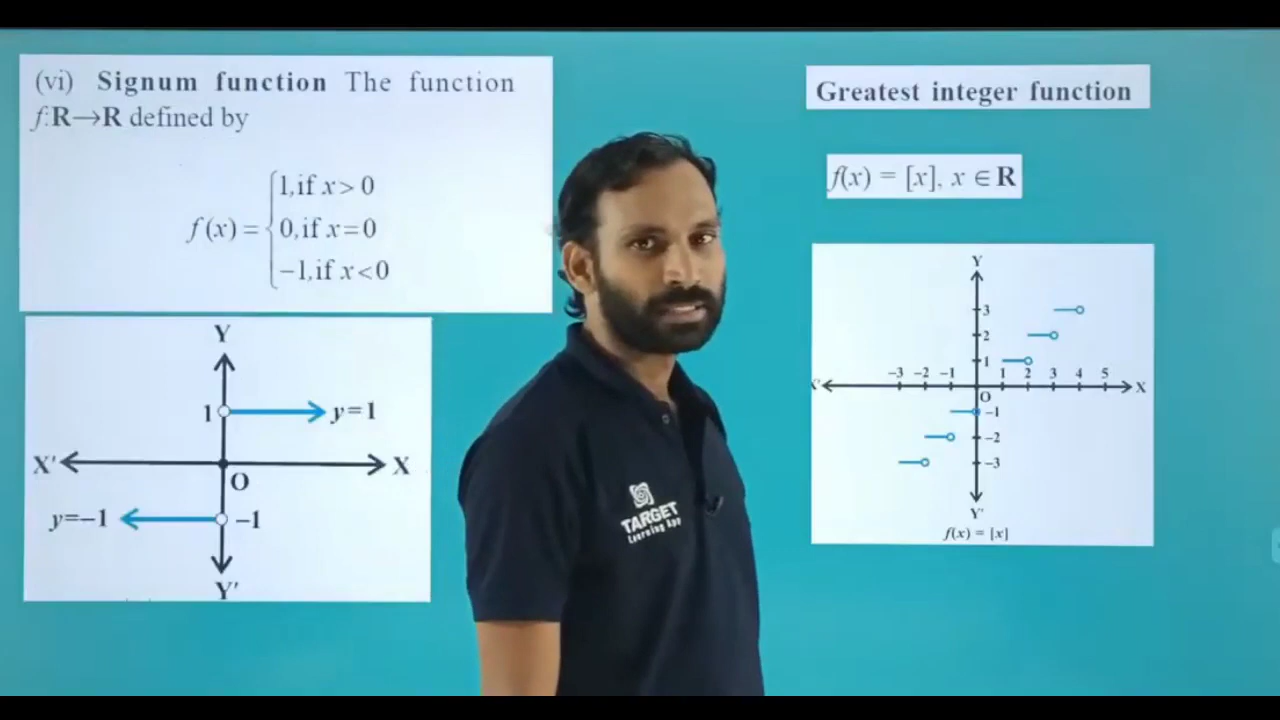 (vi) Signum function The function
f:R→R defined by
f(x) = { 1, if x > 0
0, if x = 0
−1, if x < 0
Y
1 y=1
X′ X
O
y=−1 −1
Y′
TARGET
Learning App
Greatest integer function
f(x) = [x], x ∈ R
Y
3
2
1
−3 −2 −1 1 2 3 4 5
X
O
−1
−2
−3
Y′
f(x) = [x]